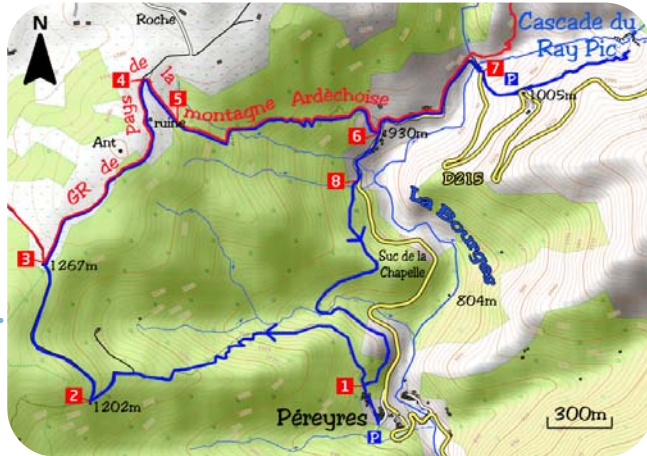 N
Roche
Cascade du
Ray Pic
4
de
la
7
P
5
montagne Ardéchoise
1005m
ruine
pays
6
930m
Ant
GR de
D215
8
La Bourges
3
1267m
Suc de la
Chapelle
804m
1
2
1202m
Péreyres
P
300m